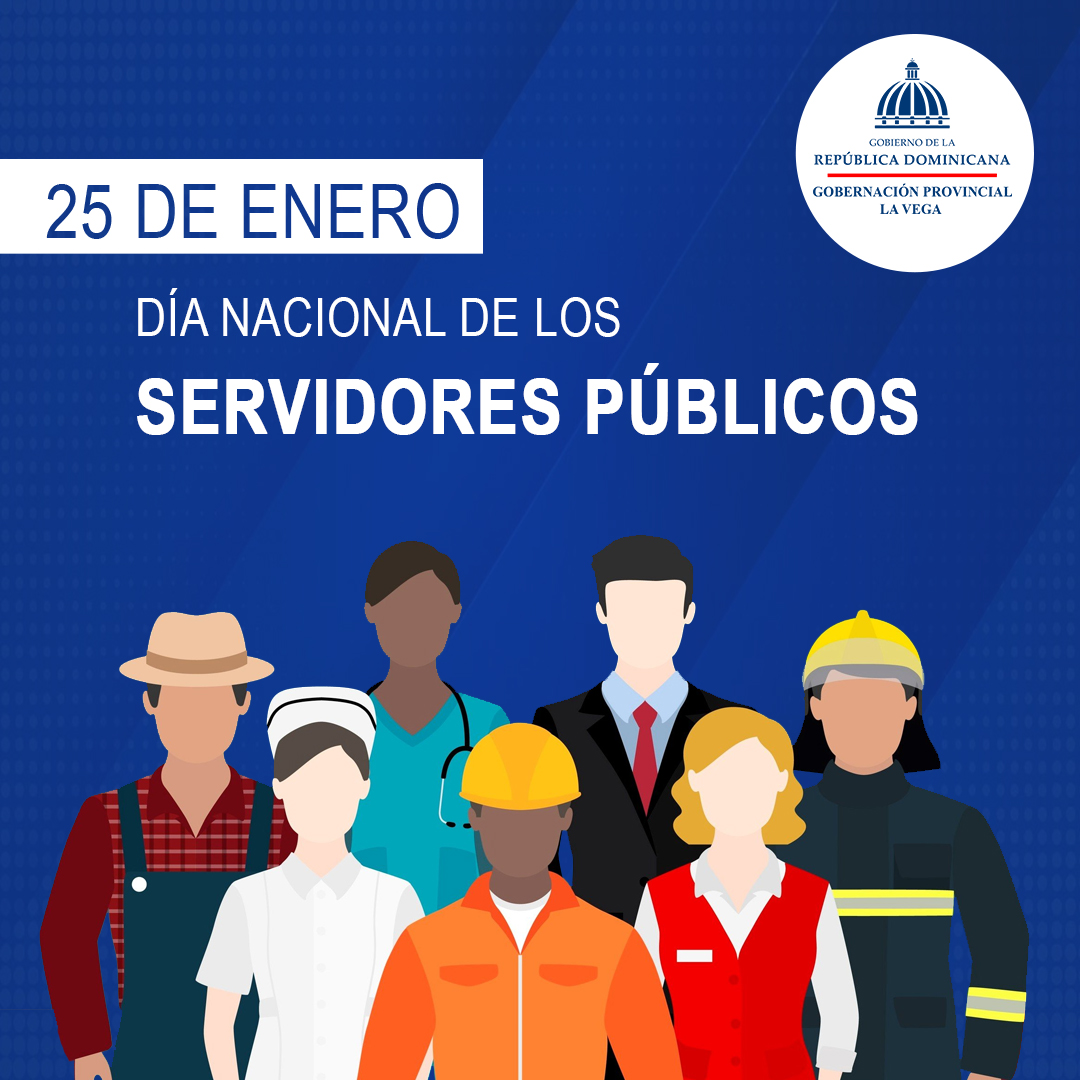 GOBIERNO DE LA
REPÚBLICA DOMINICANA
GOBERNACIÓN PROVINCIAL
LA VEGA
25 DE ENERO
DÍA NACIONAL DE LOS
SERVIDORES PÚBLICOS